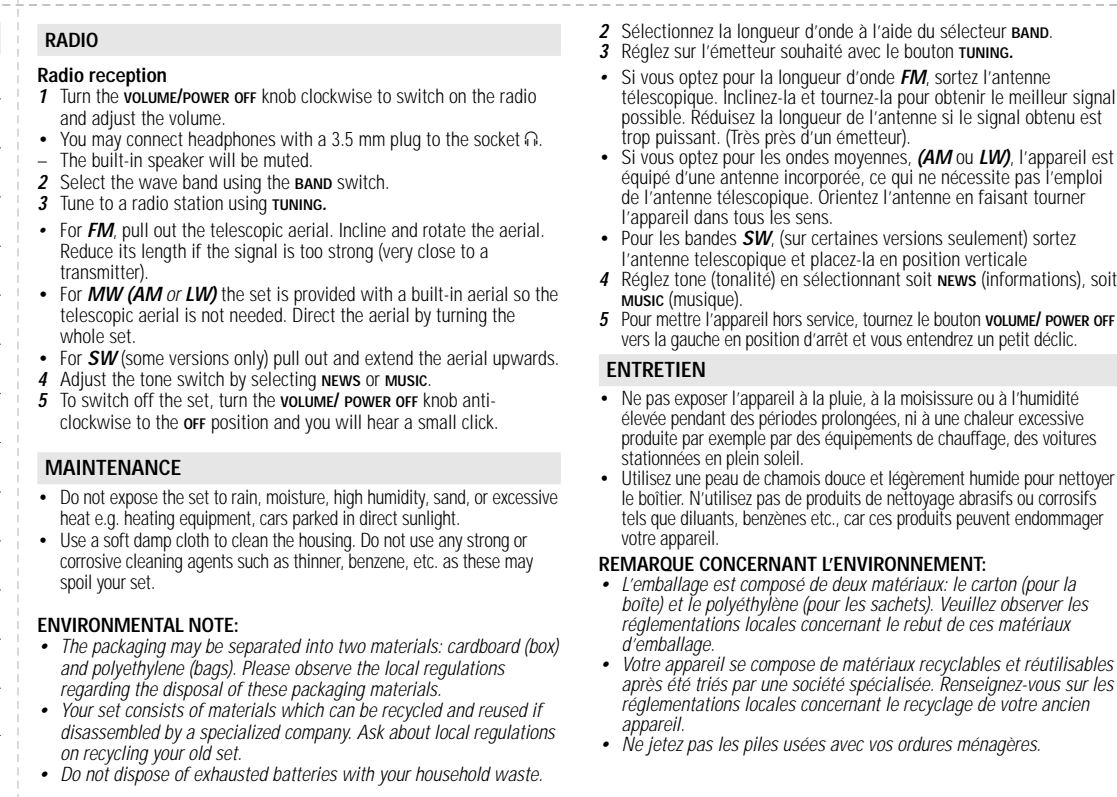 RADIO
Radio reception
1 Turn the VOLUME/POWER OFF knob clockwise to switch on the radio
and adjust the volume.
• You may connect headphones with a 3.5 mm plug to the socket 🎧.
– The built-in speaker will be muted.
2 Select the wave band using the BAND switch.
3 Tune to a radio station using TUNING.
• For FM, pull out the telescopic aerial. Incline and rotate the aerial.
Reduce its length if the signal is too strong (very close to a
transmitter).
• For MW (AM or LW) the set is provided with a built-in aerial so the
telescopic aerial is not needed. Direct the aerial by turning the
whole set.
• For SW (some versions only) pull out and extend the aerial upwards.
4 Adjust the tone switch by selecting NEWS or MUSIC.
5 To switch off the set, turn the VOLUME/ POWER OFF knob anti-
clockwise to the OFF position and you will hear a small click.
MAINTENANCE
• Do not expose the set to rain, moisture, high humidity, sand, or excessive
heat e.g. heating equipment, cars parked in direct sunlight.
• Use a soft damp cloth to clean the housing. Do not use any strong or
corrosive cleaning agents such as thinner, benzene, etc. as these may
spoil your set.
ENVIRONMENTAL NOTE:
• The packaging may be separated into two materials: cardboard (box)
and polyethylene (bags). Please observe the local regulations
regarding the disposal of these packaging materials.
• Your set consists of materials which can be recycled and reused if
disassembled by a specialized company. Ask about local regulations
on recycling your old set.
• Do not dispose of exhausted batteries with your household waste.
2 Sélectionnez la longueur d'onde à l'aide du sélecteur BAND.
3 Réglez sur l'émetteur souhaité avec le bouton TUNING.
• Si vous optez pour la longueur d'onde FM, sortez l'antenne
télescopique. Inclinez-la et tournez-la pour obtenir le meilleur signal
possible. Réduisez la longueur de l'antenne si le signal obtenu est
trop puissant. (Très près d'un émetteur).
• Si vous optez pour les ondes moyennes, (AM ou LW), l'appareil est
équipé d'une antenne incorporée, ce qui ne nécessite pas l'emploi
de l'antenne télescopique. Orientez l'antenne en faisant tourner
l'appareil dans tous les sens.
• Pour les bandes SW, (sur certaines versions seulement) sortez
l'antenne telescopique et placez-la en position verticale
4 Réglez tone (tonalité) en sélectionnant soit NEWS (informations), soit
MUSIC (musique).
5 Pour mettre l'appareil hors service, tournez le bouton VOLUME/ POWER OFF
vers la gauche en position d'arrêt et vous entendrez un petit déclic.
ENTRETIEN
• Ne pas exposer l'appareil à la pluie, à la moisissure ou à l'humidité
élevée pendant des périodes prolongées, ni à une chaleur excessive
produite par exemple par des équipements de chauffage, des voitures
stationnées en plein soleil.
• Utilisez une peau de chamois douce et légèrement humide pour nettoyer
le boîtier. N'utilisez pas de produits de nettoyage abrasifs ou corrosifs
tels que diluants, benzènes etc., car ces produits peuvent endommager
votre appareil.
REMARQUE CONCERNANT L'ENVIRONNEMENT:
• L'emballage est composé de deux matériaux: le carton (pour la
boîte) et le polyéthylène (pour les sachets). Veuillez observer les
réglementations locales concernant le rebut de ces matériaux
d'emballage.
• Votre appareil se compose de matériaux recyclables et réutilisables
après été triés par une société spécialisée. Renseignez-vous sur les
réglementations locales concernant le recyclage de votre ancien
appareil.
• Ne jetez pas les piles usées avec vos ordures ménagères.